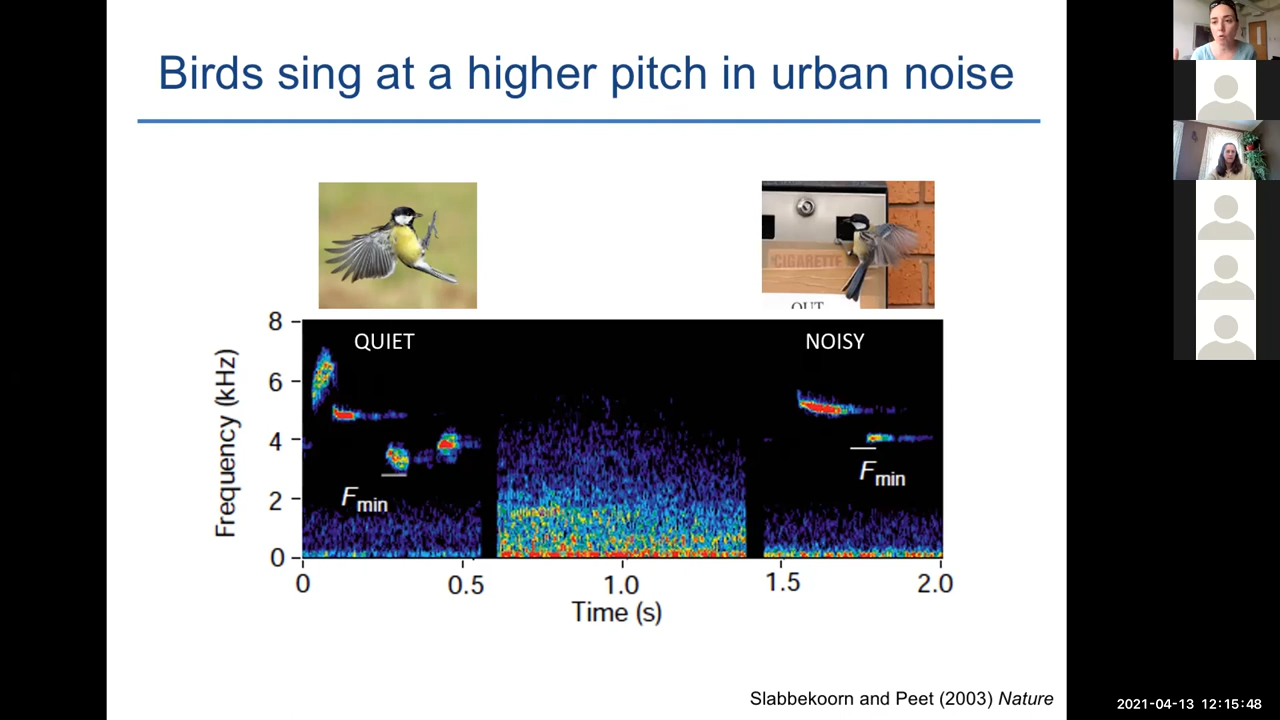 Birds sing at a higher pitch in urban noise
CIGARETTE
OUT
QUIET
NOISY
8
6
4
2
0
Frequency (kHz)
Fmin
Fmin
0
0.5
1.0
1.5
2.0
Time (s)
Slabbekoorn and Peet (2003) Nature
2021-04-13 12:15:48